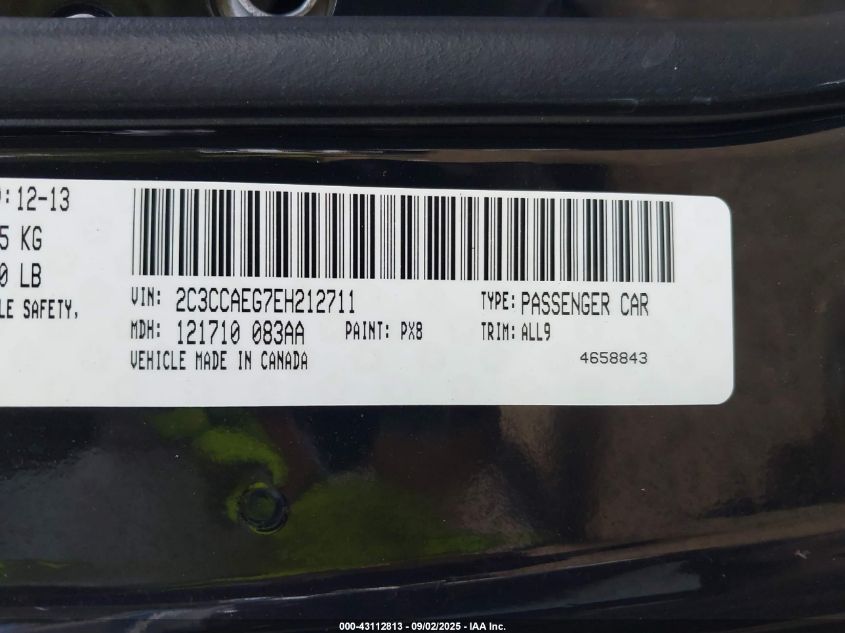 :12-13
5 KG
0 LB
LE SAFETY,
VIN: 2C3CCAEG7EH212711 TYPE: PASSENGER CAR
MDH: 121710 083AA PAINT: PX8 TRIM: ALL9
VEHICLE MADE IN CANADA 4658843
000-43112813 - 09/02/2025 - IAA Inc.